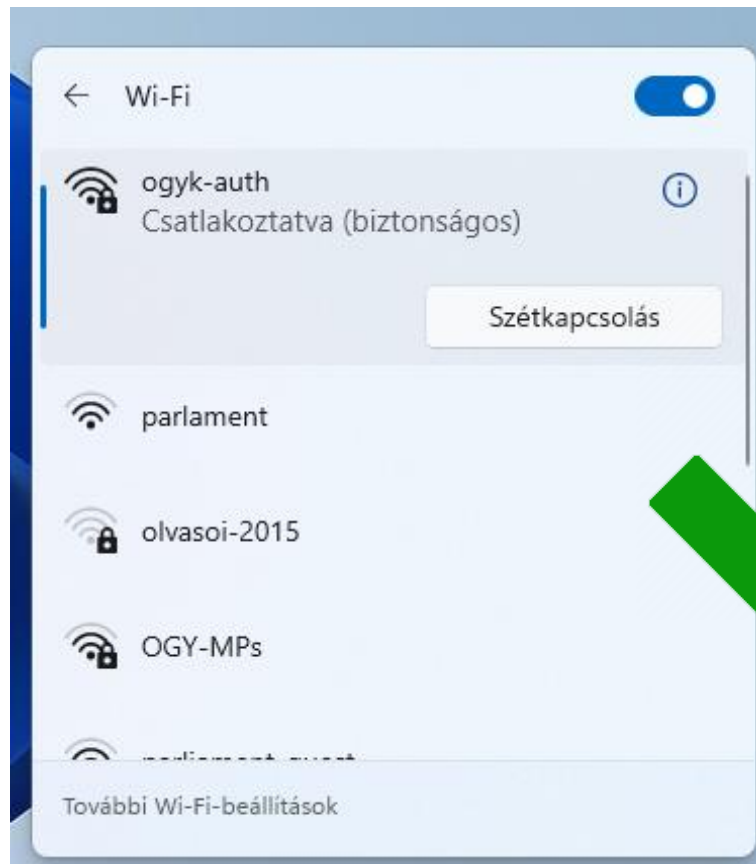 Wi-Fi
ogyk-auth
Csatlakoztatva (biztonságos)
Szétkapcsolás
parlament
olvasoi-2015
OGY-MPs
További Wi-Fi-beállítások